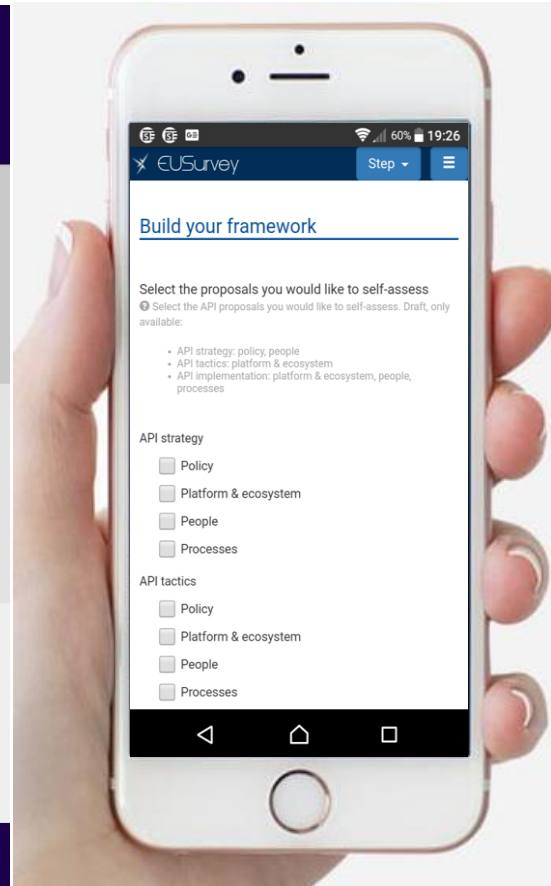 60% 19:26
EUSurvey
Step
Build your framework
Select the proposals you would like to self-assess
Select the API proposals you would like to self-assess. Draft, only
available:
• API strategy: policy, people
• API tactics: platform & ecosystem
• API implementation: platform & ecosystem, people,
processes
API strategy
Policy
Platform & ecosystem
People
Processes
API tactics
Policy
Platform & ecosystem
People
Processes